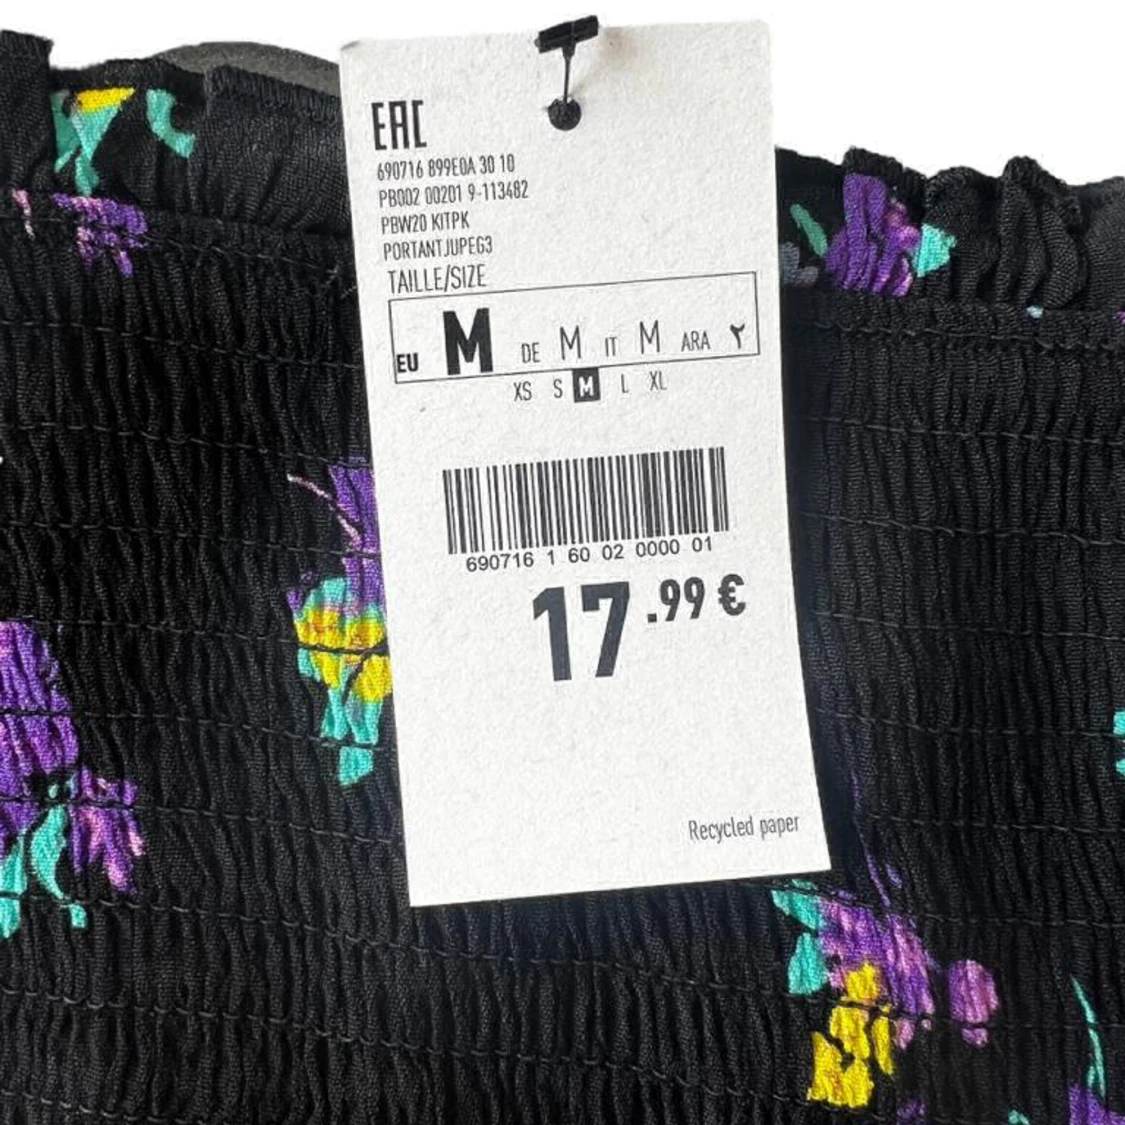 EAC
690716 899E0A 30 10
PB002 00201 9-113482
PBW20 KITPK
PORTANTJUPEG3
TAILLE/SIZE
EU M DE M IT M ARA ٢
XS S M L XL
690716 1 60 02 0000 01
17.99 €
Recycled paper